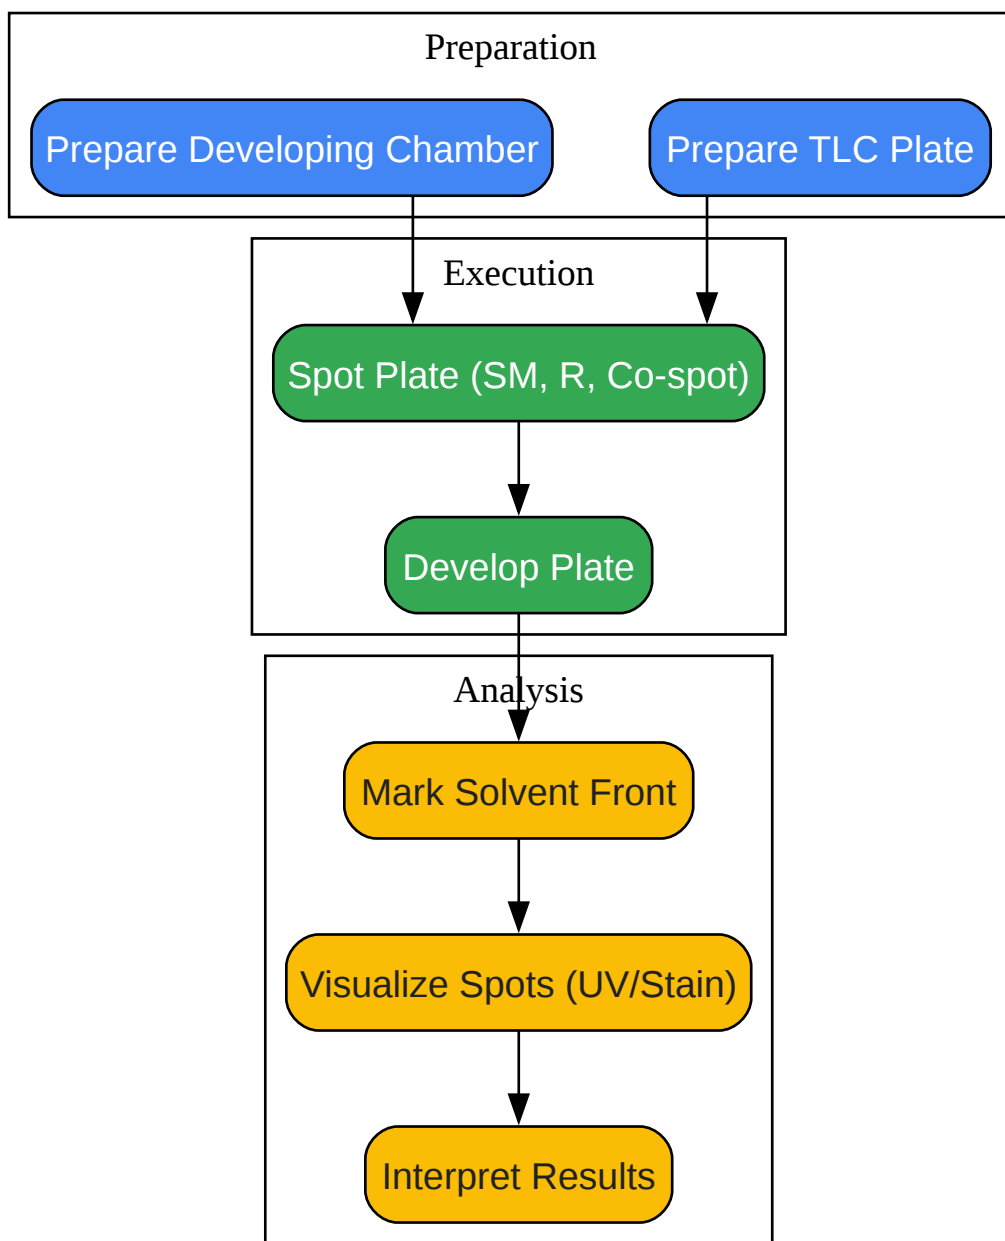 Preparation
Prepare Developing Chamber
Prepare TLC Plate
Execution
Spot Plate (SM, R, Co-spot)
Develop Plate
Analysis
Mark Solvent Front
Visualize Spots (UV/Stain)
Interpret Results